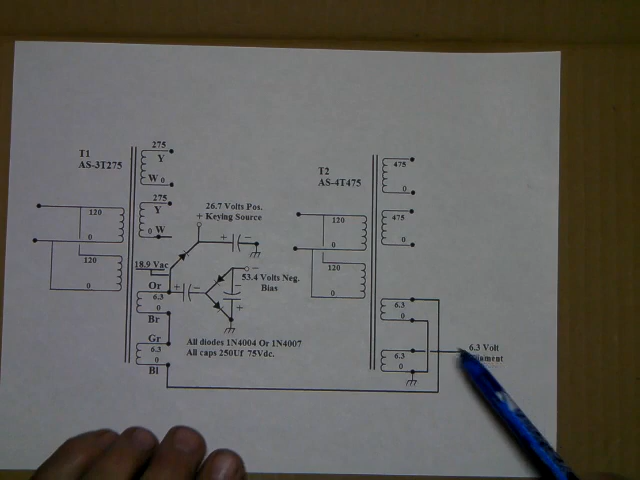 T1
AS-3T275
275
Y
W 0
275
Y
0 W
120
0
120
0
18.9 Vac
Or
6.3
0
Br
Gr
6.3
0
Bl
26.7 Volts Pos.
+ Keying Source
+ −
+ −
−
53.4 Volts Neg.
Bias
− +
All diodes 1N4004 or 1N4007
All caps 250Uf 75Vdc.
T2
AS-4T475
475
0
475
0
120
0
120
0
6.3
0
6.3
0
6.3 Volt